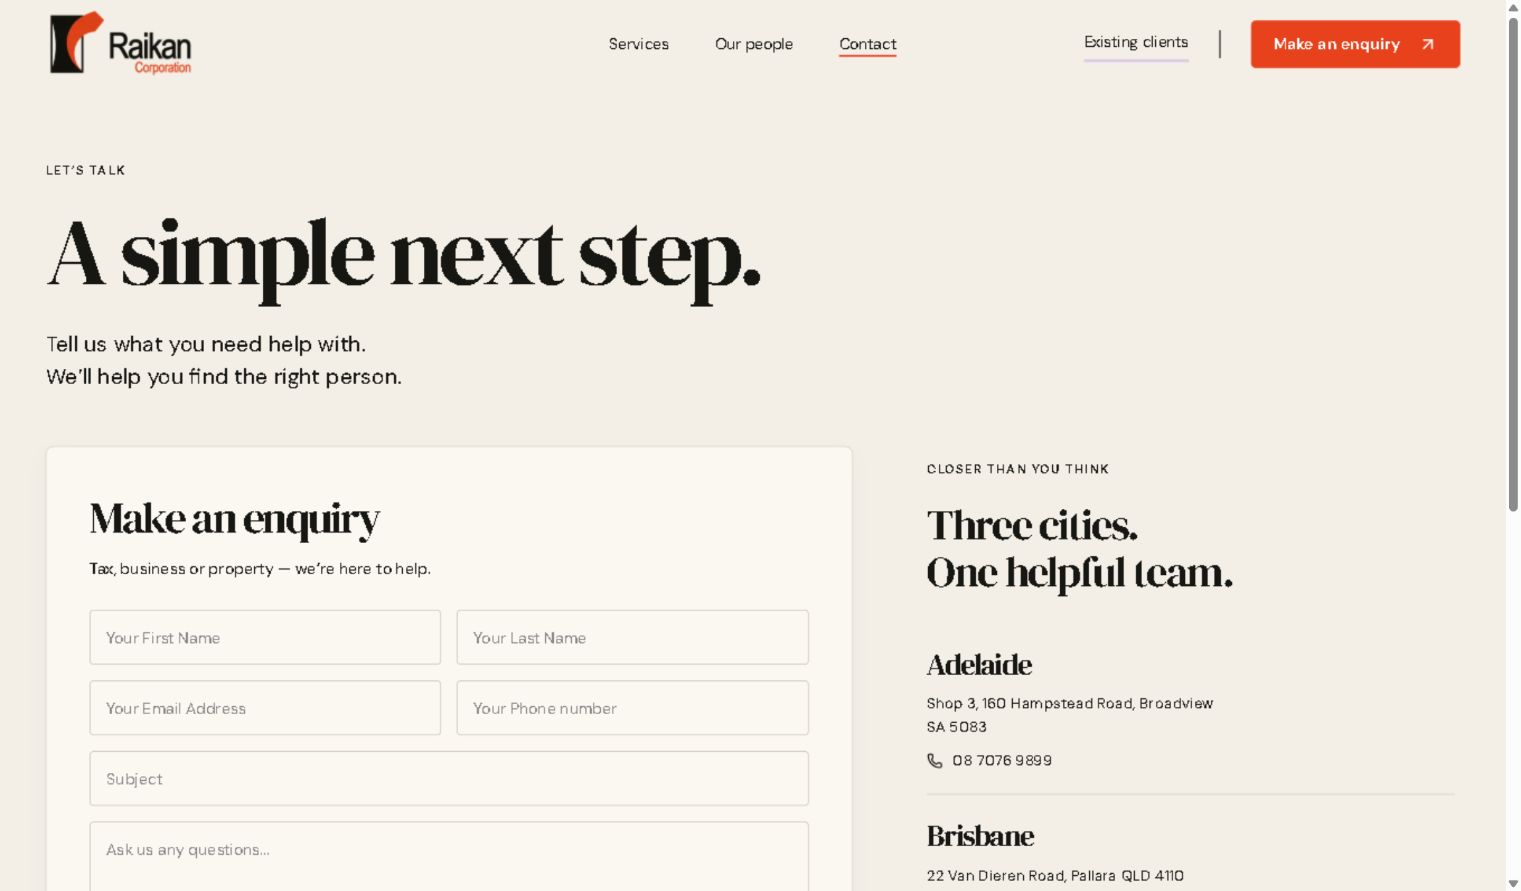 Raikan
Corporation
Services
Our people
Contact
Existing clients
Make an enquiry
LET'S TALK
A simple next step.
Tell us what you need help with.
We'll help you find the right person.
Make an enquiry
Tax, business or property — we're here to help.
Your First Name
Your Last Name
Your Email Address
Your Phone number
Subject
Ask us any questions...
CLOSER THAN YOU THINK
Three cities.
One helpful team.
Adelaide
Shop 3, 160 Hampstead Road, Broadview
SA 5083
08 7076 9899
Brisbane
22 Van Dieren Road, Pallara QLD 4110